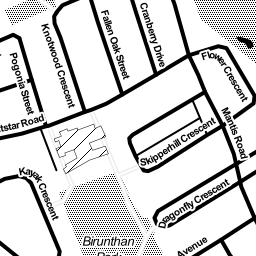 Pogonia Street
Knotwood Crescent
Fallen Oak Street
Cranberry Drive
Flower Crescent
Mantis Road
Road
Skipperhill Crescent
Kayak Crescent
Dragonfly Crescent
Birunthan
Avenue